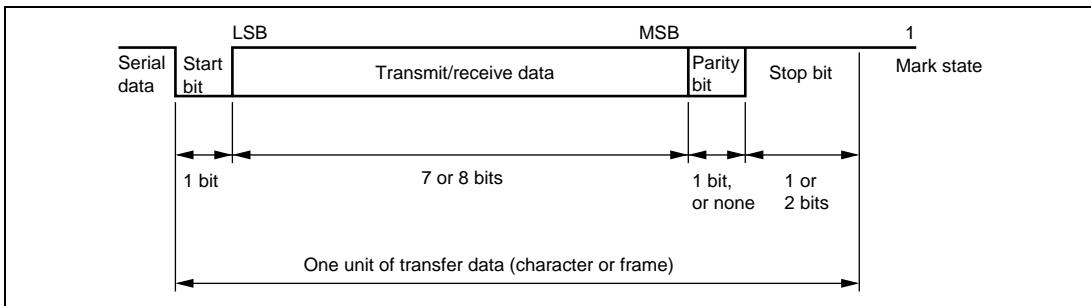 LSB MSB 1
Serial data
Start bit
Transmit/receive data
Parity bit
Stop bit
Mark state
1 bit
7 or 8 bits
1 bit, or none
1 or 2 bits
One unit of transfer data (character or frame)